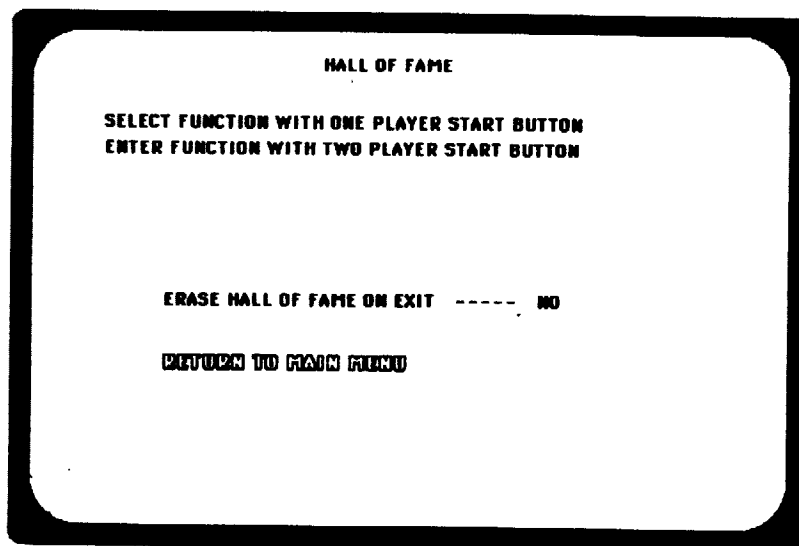 HALL OF FAME
SELECT FUNCTION WITH ONE PLAYER START BUTTON
ENTER FUNCTION WITH TWO PLAYER START BUTTON
ERASE HALL OF FAME ON EXIT ----- NO
RETURN TO MAIN MENU